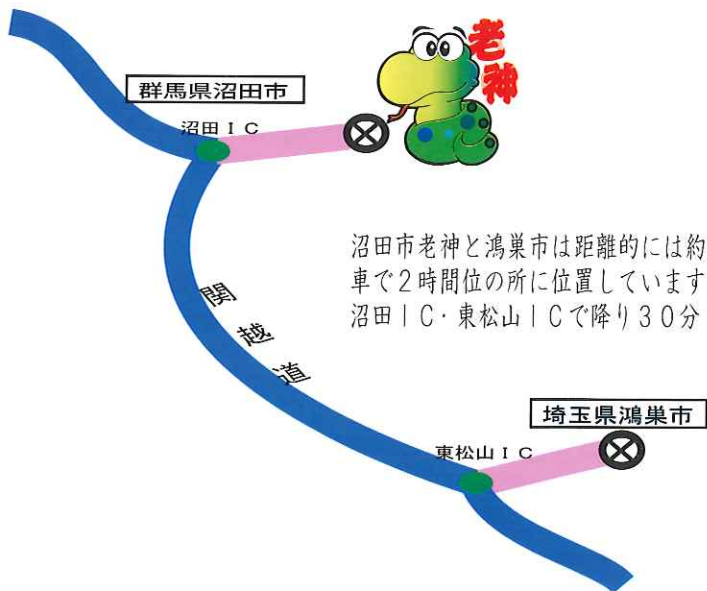 老神
群馬県沼田市
沼田IC
沼田市老神と鴻巣市は距離的には約
車で2時間位の所に位置しています
沼田IC・東松山ICで降り30分
関越道
埼玉県鴻巣市
東松山IC